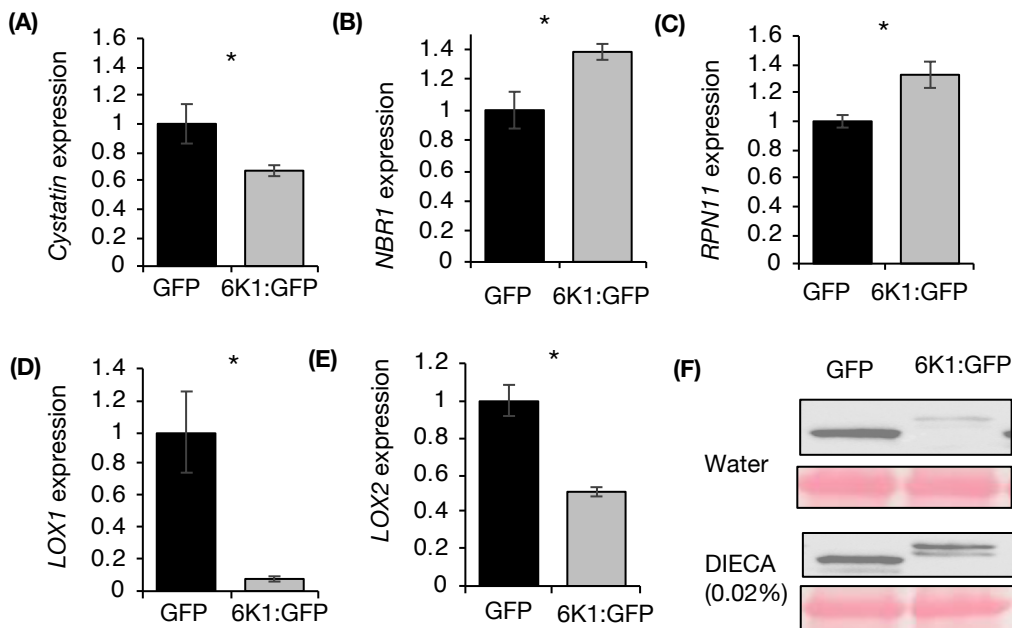 (A)
Cystatin expression
1.6
1.4
1.2
1
0.8
0.6
0.4
0.2
0
*
GFP 6K1:GFP
(B)
NBR1 expression
1.4
1.2
1
0.8
0.6
0.4
0.2
0
*
GFP 6K1:GFP
(C)
RPN11 expression
1.6
1.4
1.2
1
0.8
0.6
0.4
0.2
0
*
GFP 6K1:GFP
(D)
LOX1 expression
1.4
1.2
1
0.8
0.6
0.4
0.2
0
*
GFP 6K1:GFP
(E)
LOX2 expression
1.2
1
0.8
0.6
0.4
0.2
0
*
GFP 6K1:GFP
(F)
GFP 6K1:GFP
Water
DIECA
(0.02%)